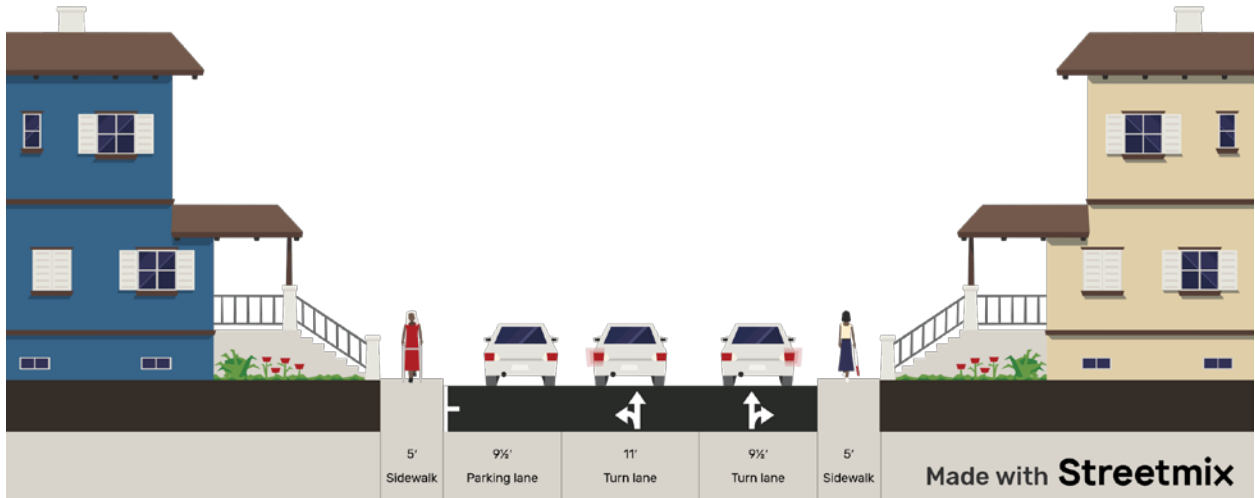 5′
Sidewalk
9½′
Parking lane
11′
Turn lane
9½′
Turn lane
5′
Sidewalk
Made with Streetmix